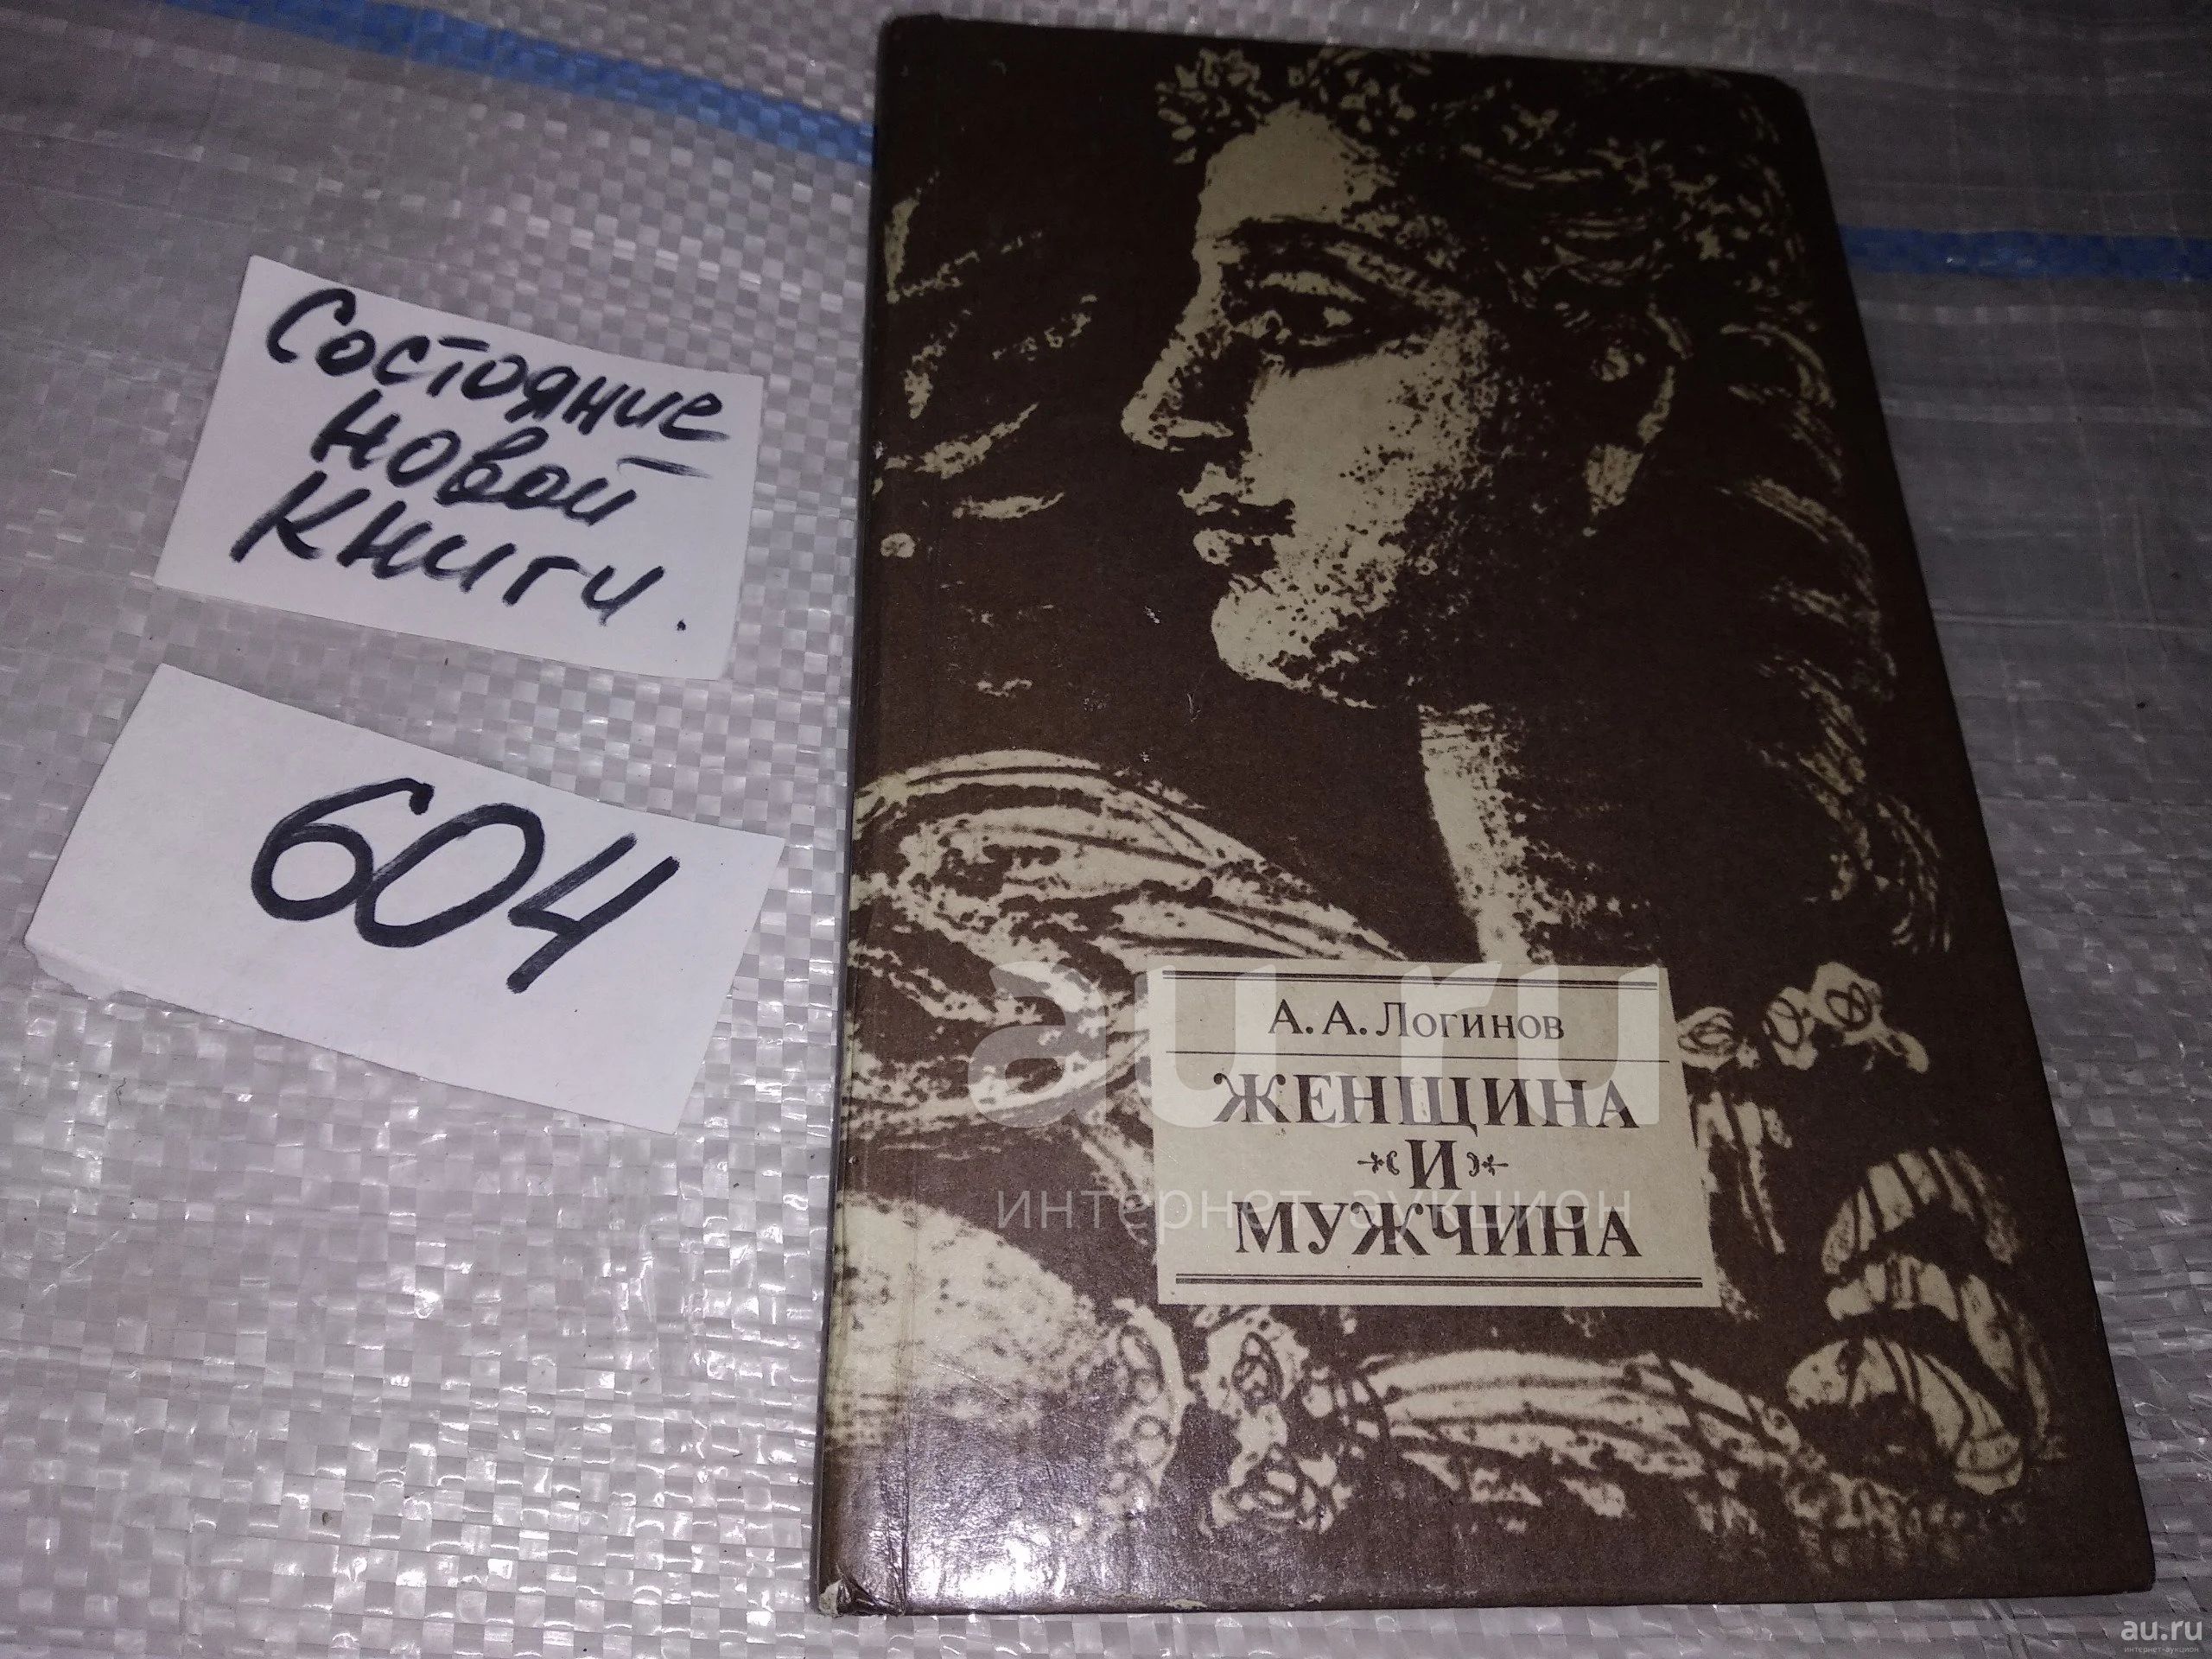 Состояние
новой
книги.
604
А. А. Логинов
ЖЕНЩИНА
И
МУЖЧИНА
au.ru
интернет-аукцион
au.ru
интернет-аукцион